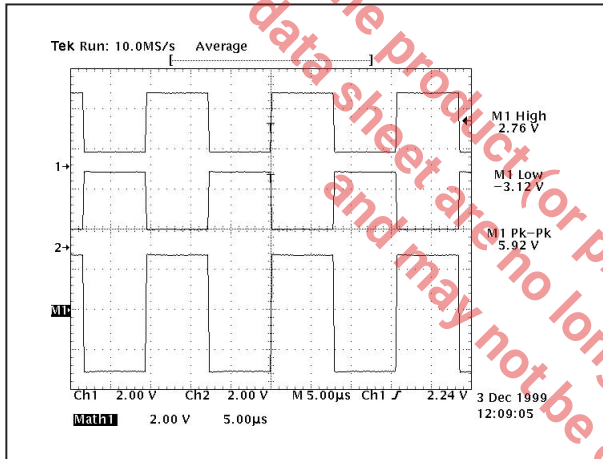 Tek Run: 10.0MS/s Average
[ ]
M1 High
2.76 V
1→
M1 Low
−3.12 V
M1 Pk−Pk
5.92 V
2→
M1
Ch1 2.00 V Ch2 2.00 V M 5.00µs Ch1 2.24 V
Math1 2.00 V 5.00µs
3 Dec 1999
12:09:05
the product (or p
data sheet are no lon
and may not be